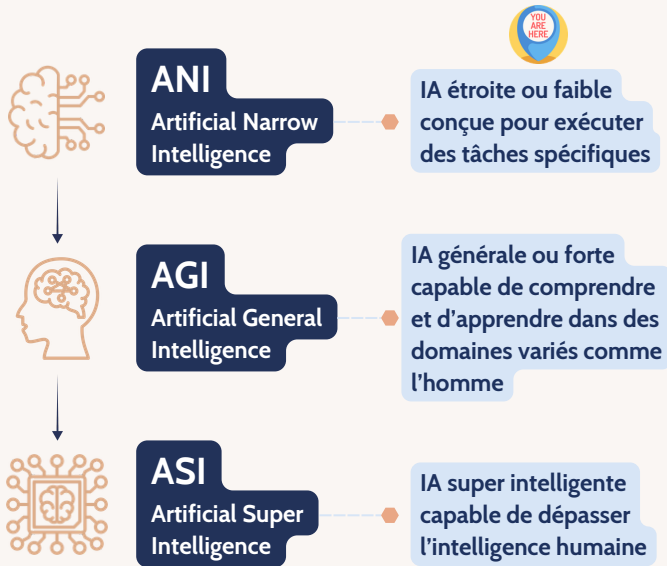 YOU
ARE
HERE
ANI
Artificial Narrow
Intelligence
IA étroite ou faible
conçue pour exécuter
des tâches spécifiques
AGI
Artificial General
Intelligence
IA générale ou forte
capable de comprendre
et d’apprendre dans des
domaines variés comme
l’homme
ASI
Artificial Super
Intelligence
IA super intelligente
capable de dépasser
l’intelligence humaine